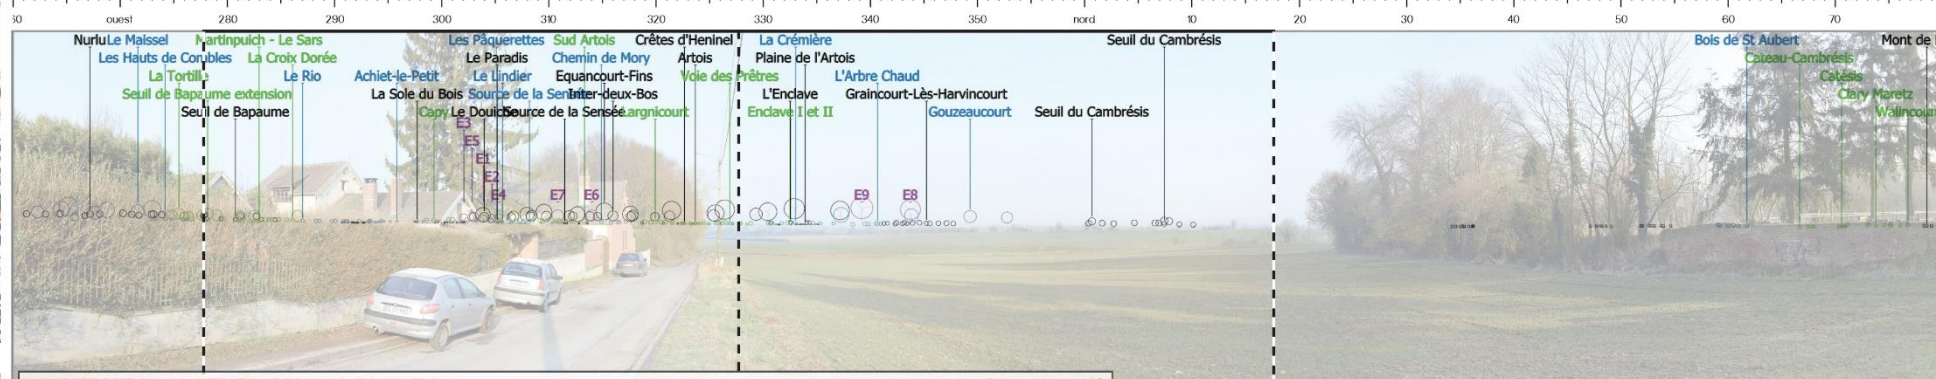 60 ouest 280 290 300 310 320 330 340 350 nord 10 20 30 40 50 60 70
Nurlu Le Maissel Martinpuich - Le Sars Les Pâquerettes Sud Artois Crêtes d'Heninel La Crémière Seuil du Cambrésis Bois de St Aubert Mont de
Les Hauts de Combles La Croix Dorée Le Paradis Chemin de Mory Artois Plaine de l'Artois Cateau-Cambrésis
La Tortille Le Rio Achiet-le-Petit Le Lindier Equancourt-Fins Voie des Prêtres L'Arbre Chaud Catésis
Seuil de Bapaume extension La Sole du Bois Source de la Sensée Inter-deux-Bos L'Enclave Graincourt-Lès-Harvincourt Clary Maretz
Seuil de Bapaume Capy Le Douiche Source de la Sensée Largnicourt Enclave I et II Gouzeaucourt Seuil du Cambrésis Walincour
E3
E5
E1
E2
E4 E7 E6 E9 E8